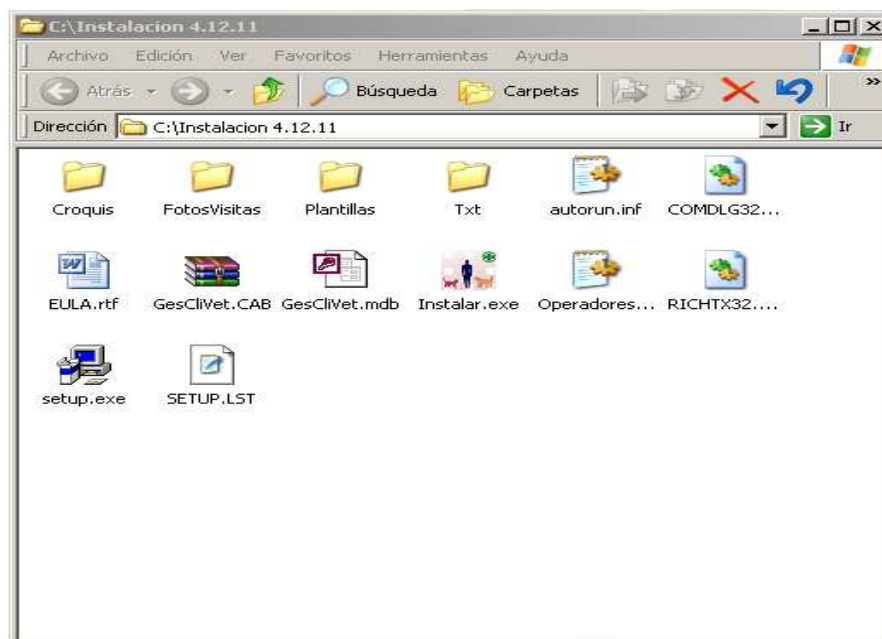 C:\Instalacion 4.12.11
Archivo Edición Ver Favoritos Herramientas Ayuda
Atrás Búsqueda Carpetas »
Dirección C:\Instalacion 4.12.11 Ir
Croquis FotosVisitas Plantillas Txt autorun.inf COMDLG32...
EULA.rtf GesCliVet.CAB GesCliVet.mdb Instalar.exe Operadores... RICHTX32....
setup.exe SETUP.LST